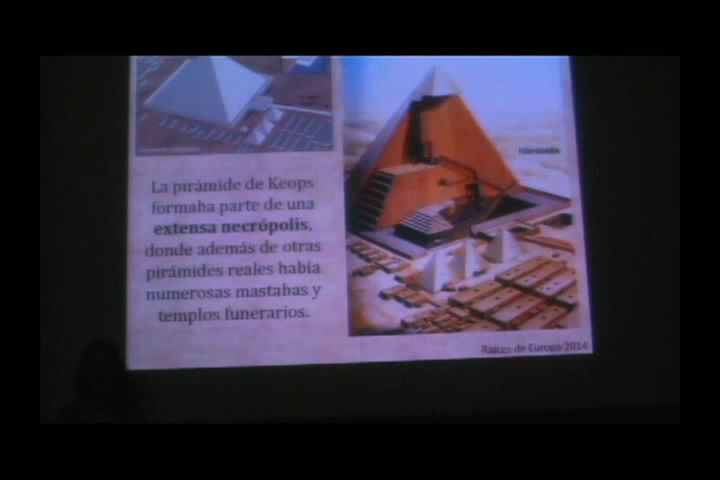 La pirámide de Keops
formaba parte de una
extensa necrópolis,
donde además de otras
pirámides reales había
numerosas mastabas y
templos funerarios.
Raíces de Europa 2014